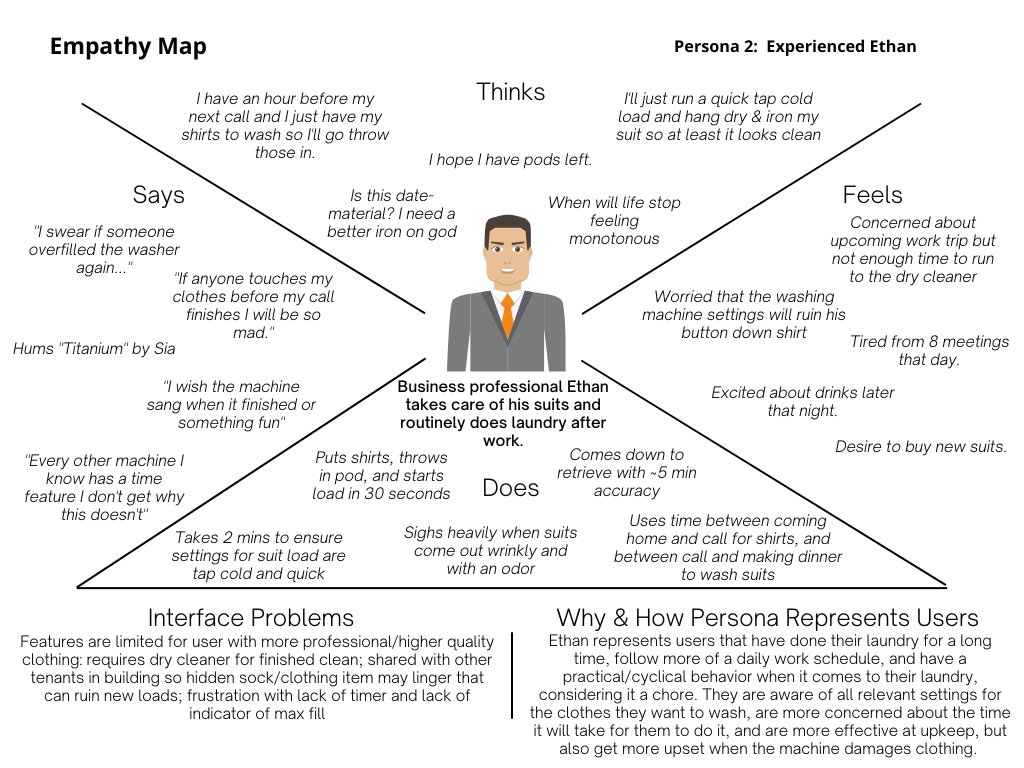 Empathy Map
Persona 2:  Experienced Ethan
Thinks
I have an hour before my
next call and I just have my
shirts to wash so I'll go throw
those in.
I'll just run a quick tap cold
load and hang dry & iron my
suit so at least it looks clean
I hope I have pods left.
Is this date-
material? I need a
better iron on god
When will life stop
feeling
monotonous
Says
"I swear if someone
overfilled the washer
again..."
"If anyone touches my
clothes before my call
finishes I will be so
mad."
Hums "Titanium" by Sia
"I wish the machine
sang when it finished or
something fun"
"Every other machine I
know has a time
feature I don't get why
this doesn't"
Feels
Concerned about
upcoming work trip but
not enough time to run
to the dry cleaner
Worried that the washing
machine settings will ruin his
button down shirt
Tired from 8 meetings
that day.
Excited about drinks later
that night.
Desire to buy new suits.
Business professional Ethan
takes care of his suits and
routinely does laundry after
work.
Does
Puts shirts, throws
in pod, and starts
load in 30 seconds
Comes down to
retrieve with ~5 min
accuracy
Takes 2 mins to ensure
settings for suit load are
tap cold and quick
Sighs heavily when suits
come out wrinkly and
with an odor
Uses time between coming
home and call for shirts, and
between call and making dinner
to wash suits
Interface Problems
Features are limited for user with more professional/higher quality
clothing: requires dry cleaner for finished clean; shared with other
tenants in building so hidden sock/clothing item may linger that
can ruin new loads; frustration with lack of timer and lack of
indicator of max fill
Why & How Persona Represents Users
Ethan represents users that have done their laundry for a long
time, follow more of a daily work schedule, and have a
practical/cyclical behavior when it comes to their laundry,
considering it a chore. They are aware of all relevant settings for
the clothes they want to wash, are more concerned about the time
it will take for them to do it, and are more effective at upkeep, but
also get more upset when the machine damages clothing.